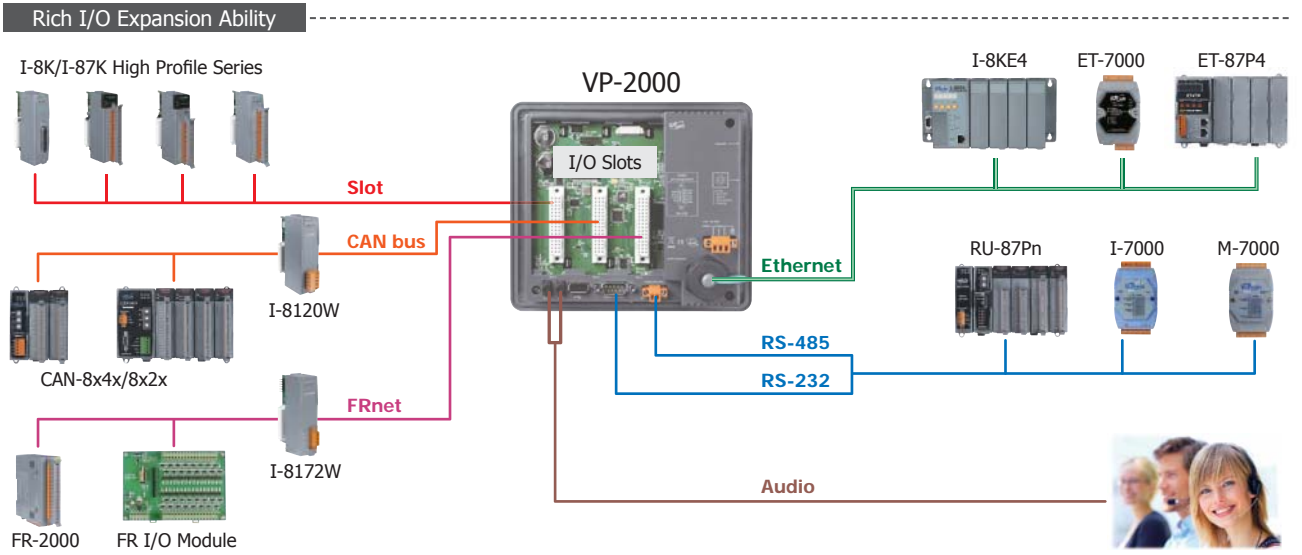 Rich I/O Expansion Ability
I-8K/I-87K High Profile Series
VP-2000
I-8KE4
ET-7000
ET-87P4
I/O Slots
Slot
CAN bus
I-8120W
Ethernet
RU-87Pn
I-7000
M-7000
CAN-8x4x/8x2x
RS-485
RS-232
FRnet
I-8172W
Audio
FR-2000
FR I/O Module